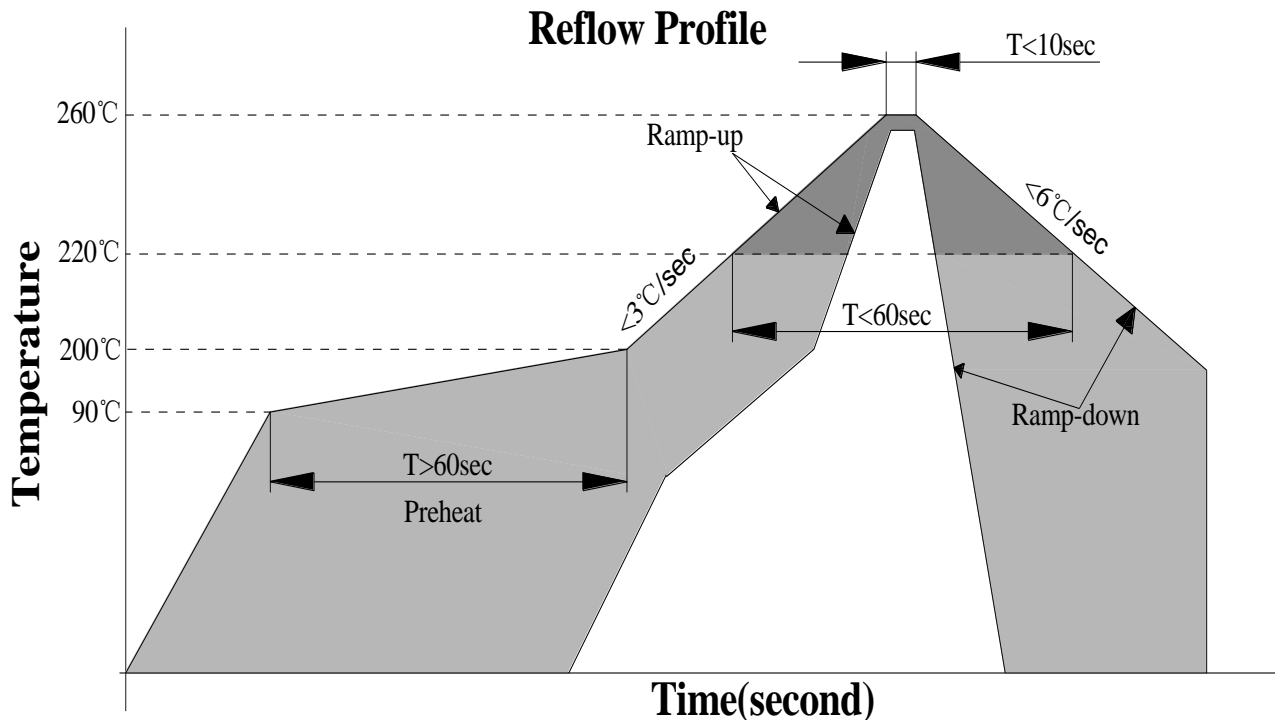 Reflow Profile
T<10sec
260℃
Ramp-up
<6℃/sec
220℃
<3℃/sec
T<60sec
200℃
90℃
Ramp-down
T>60sec
Preheat
Temperature
Time(second)